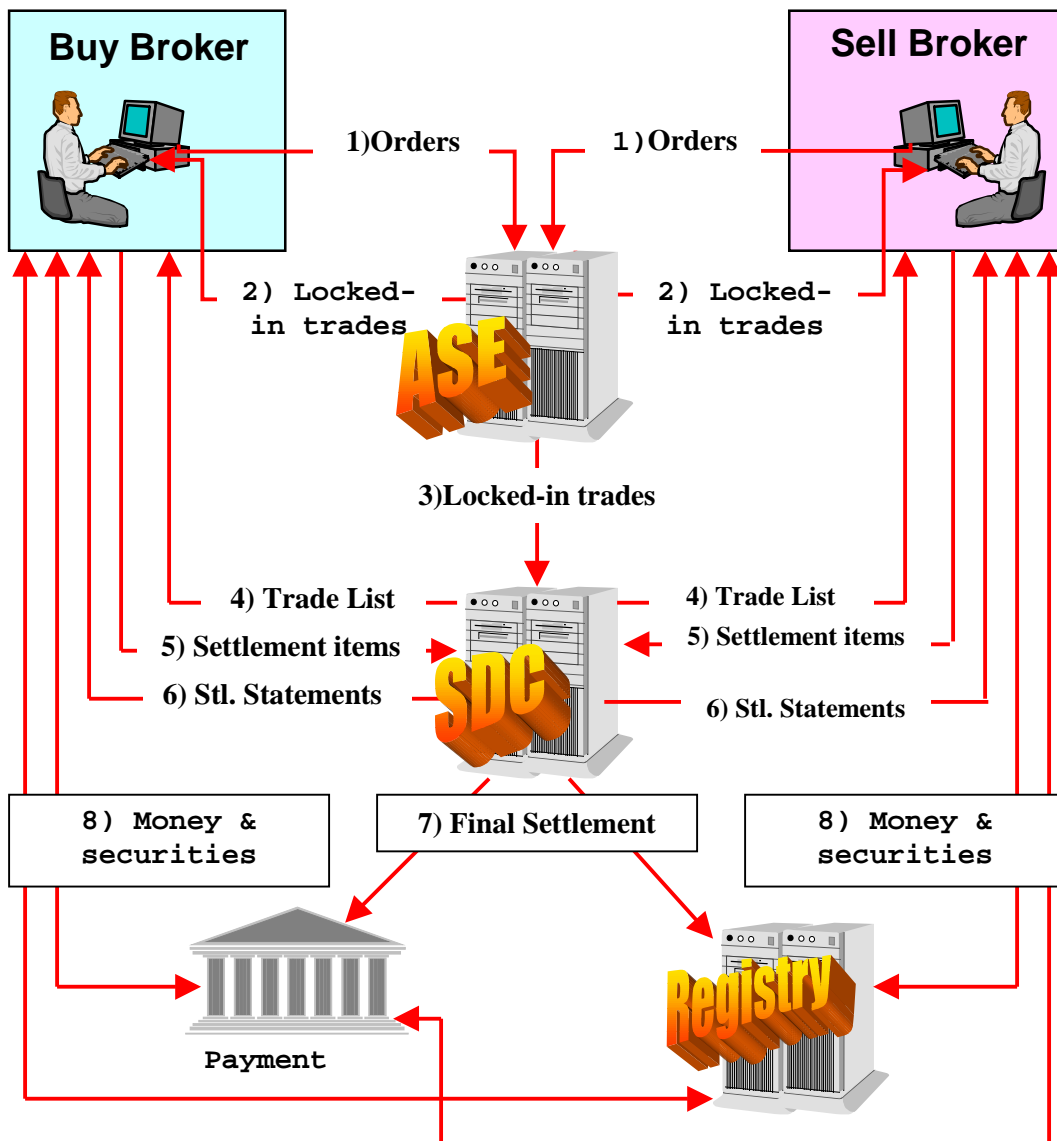 Buy Broker
Sell Broker
1)Orders
1)Orders
2) Locked-
in trades
2) Locked-
in trades
ASE
3)Locked-in trades
4) Trade List
4) Trade List
5) Settlement items
5) Settlement items
SDC
6) Stl. Statements
6) Stl. Statements
8) Money &
securities
7) Final Settlement
8) Money &
securities
Registry
Payment